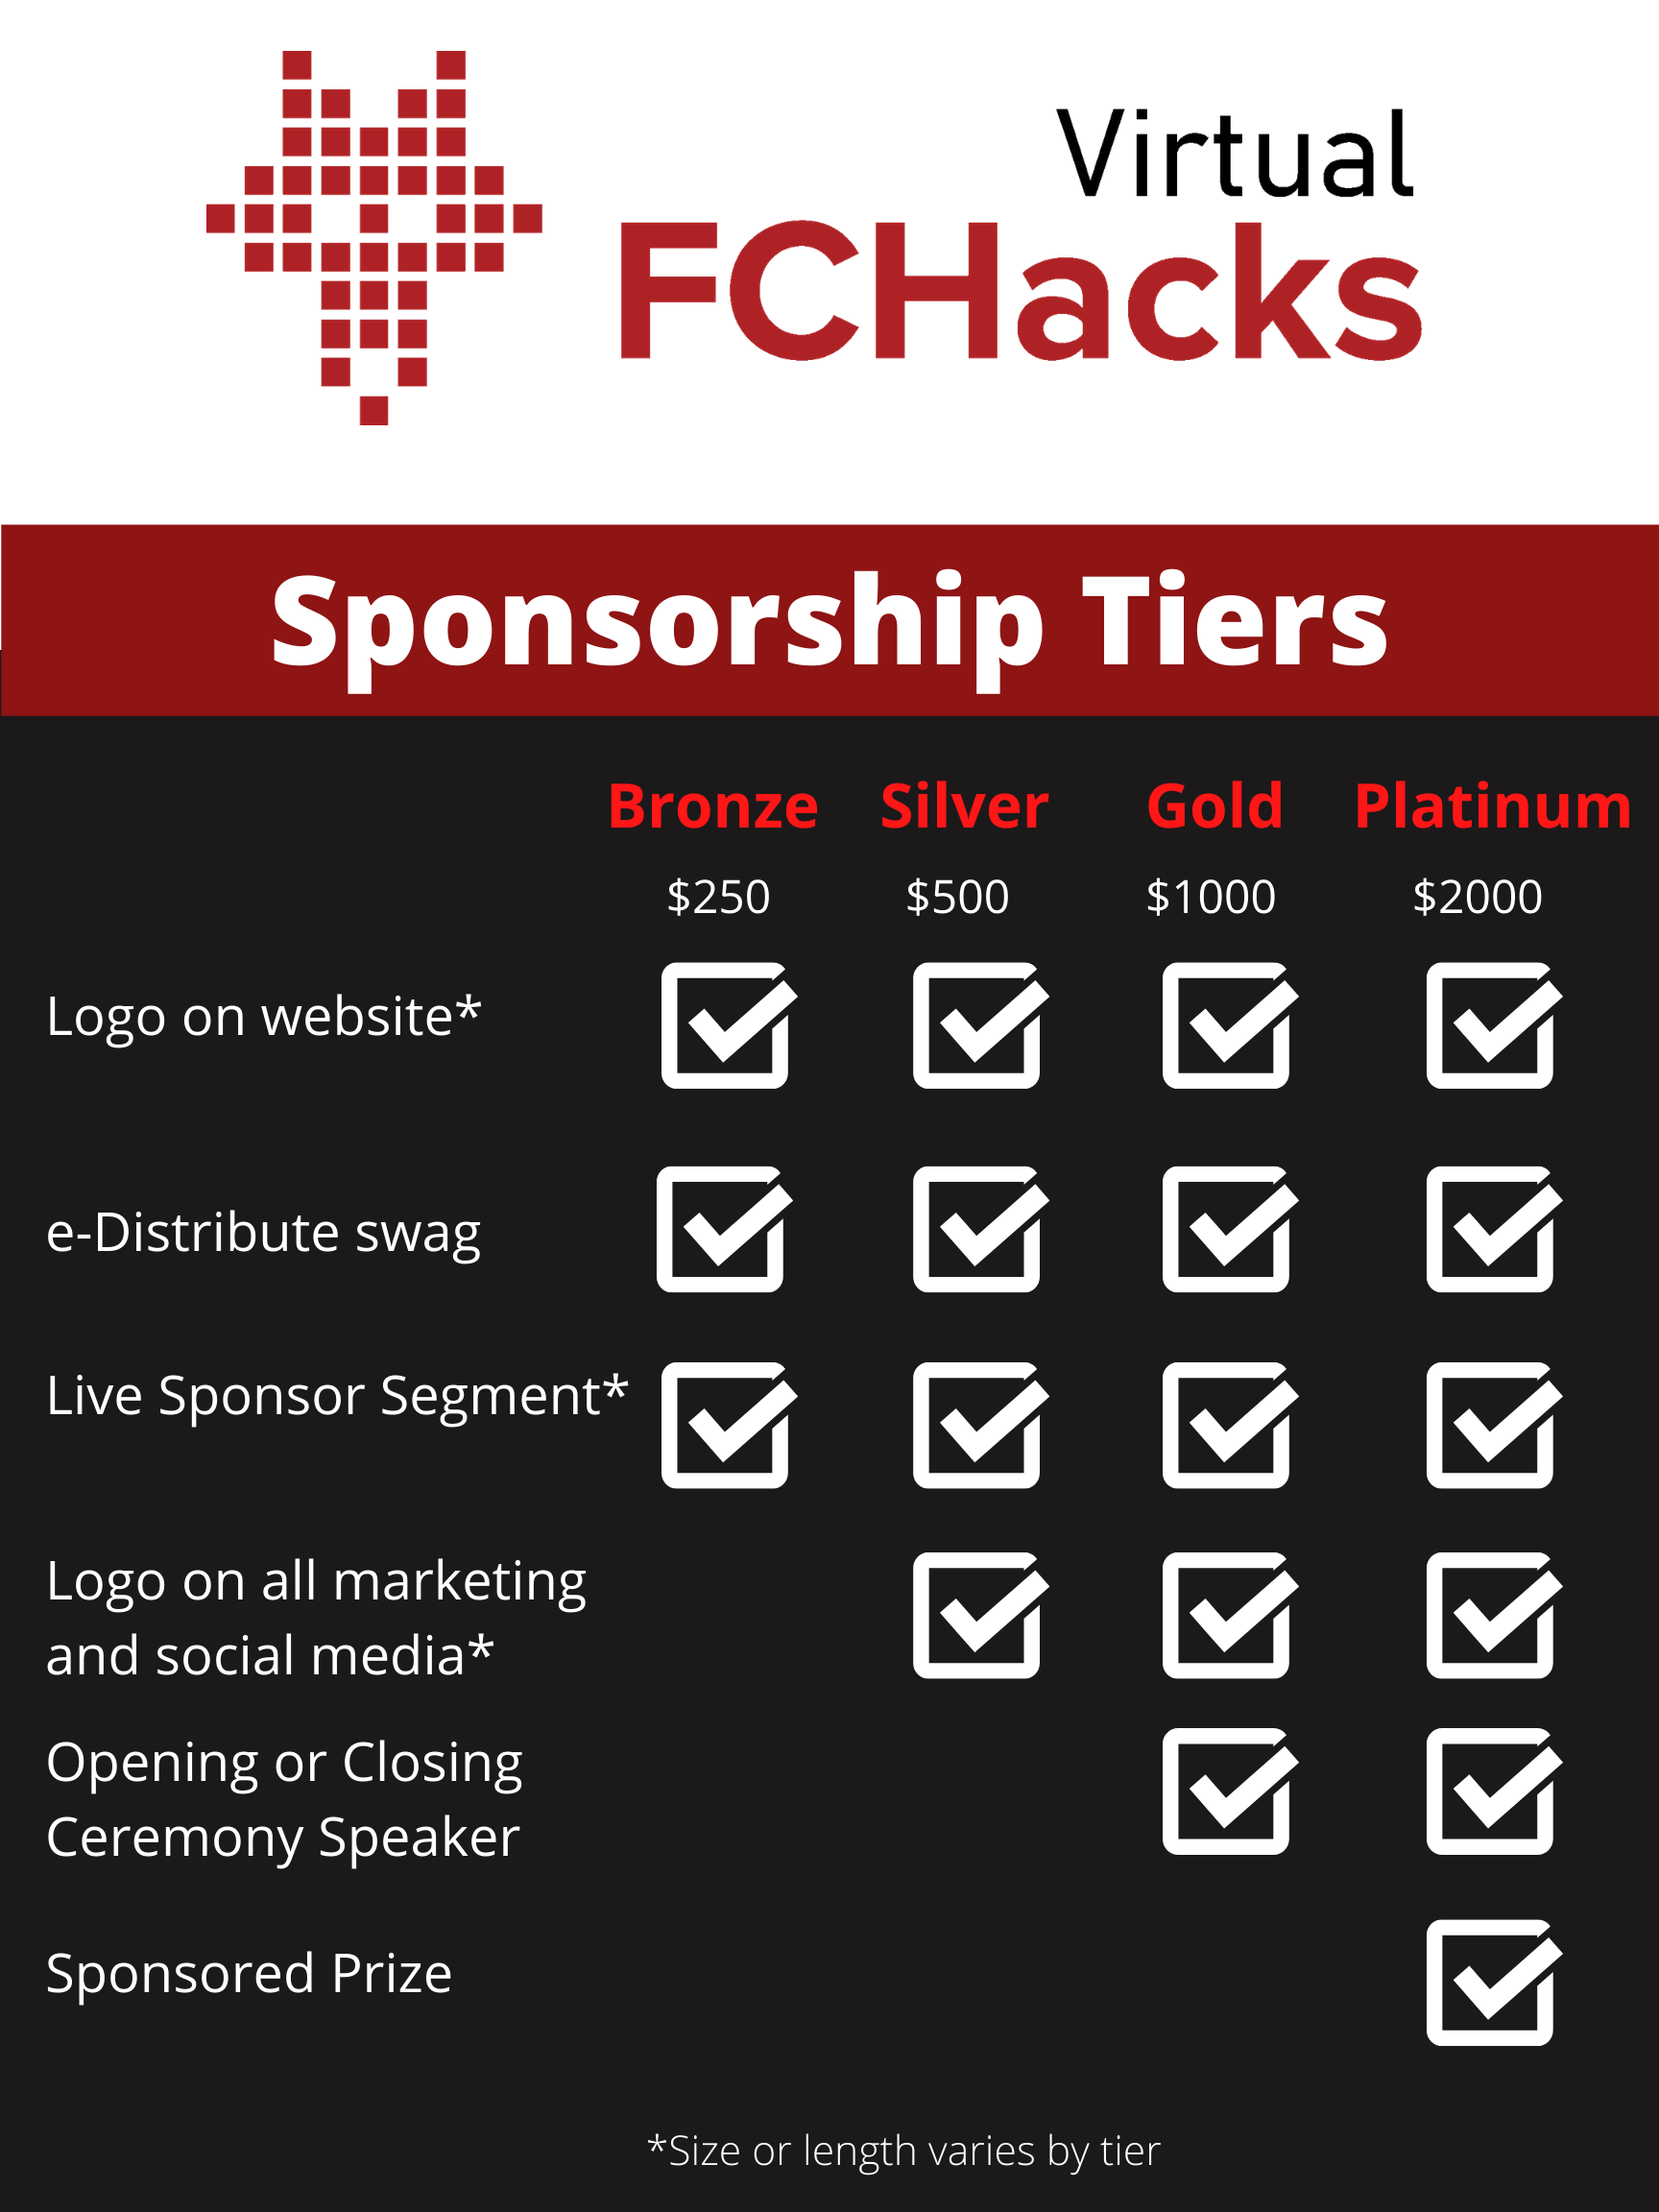 Virtual
FCHacks
Sponsorship Tiers
Bronze Silver Gold Platinum
$250 $500 $1000 $2000
Logo on website*
e-Distribute swag
Live Sponsor Segment*
Logo on all marketing
and social media*
Opening or Closing
Ceremony Speaker
Sponsored Prize
*Size or length varies by tier